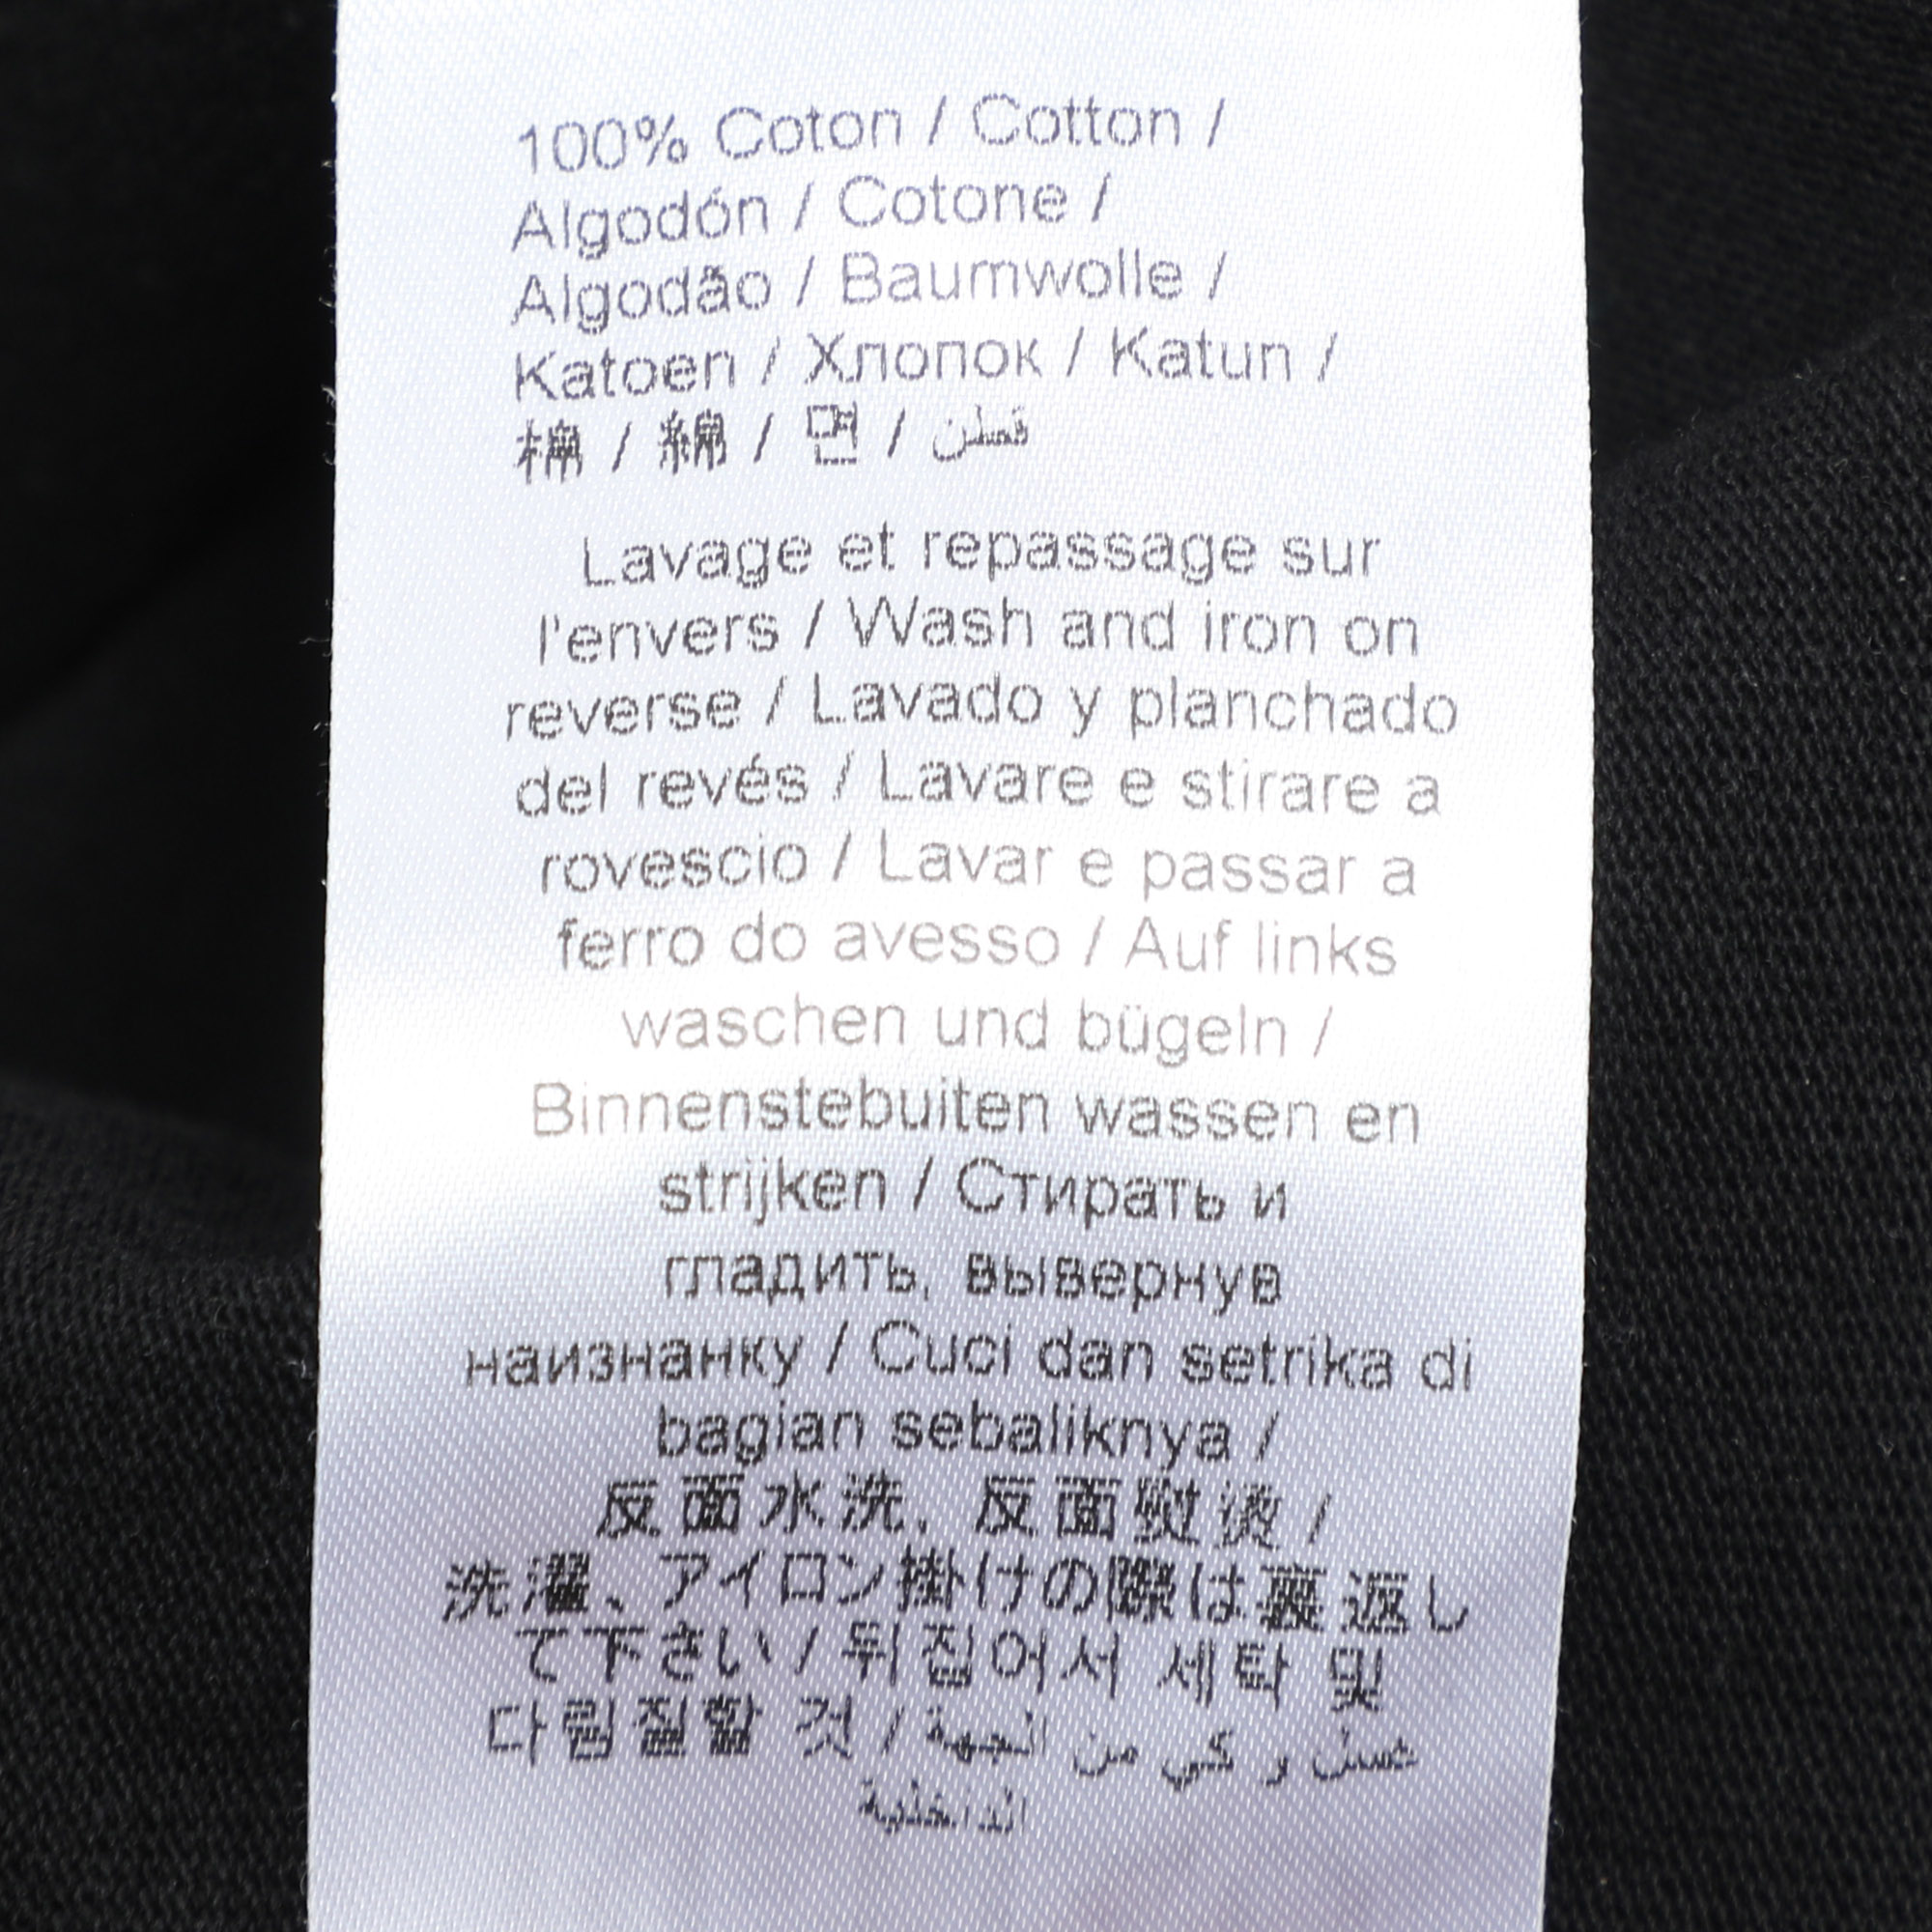 100% Coton / Cotton /
Algodón / Cotone /
Algodão / Baumwolle /
Katoen / Хлопок / Katun /
棉 / 綿 / 면 / قطن
Lavage et repassage sur
l'envers / Wash and iron on
reverse / Lavado y planchado
del revés / Lavare e stirare a
rovescio / Lavar e passar a
ferro do avesso / Auf links
waschen und bügeln /
Binnenstebuiten wassen en
strijken / Стирать и
гладить, вывернув
наизнанку / Cuci dan setrika di
bagian sebaliknya /
反面水洗, 反面熨烫 /
洗濯、アイロン掛けの際は裏返し
て下さい / 뒤집어서 세탁 및
다림질할 것 / غسل و كي من الجهة
الداخلية